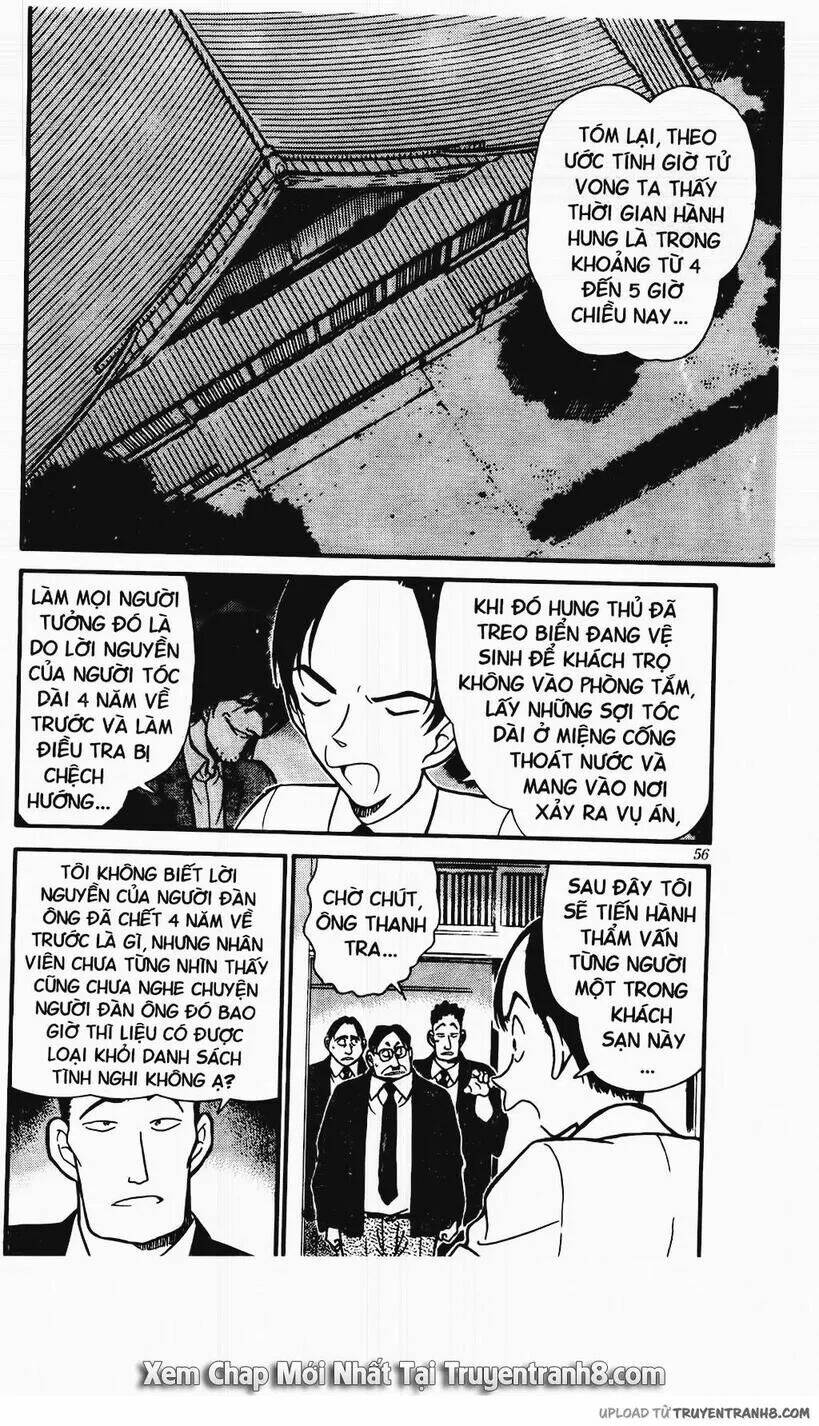 TÓM LẠI, THEO
ƯỚC TÍNH GIỜ TỬ
VONG TA THẤY
THỜI GIAN HÀNH
HUNG LÀ TRONG
KHOẢNG TỪ 4
ĐẾN 5 GIỜ
CHIỀU NAY...
KHI ĐÓ HUNG THỦ ĐÃ
TREO BIỂN ĐANG VỆ
SINH ĐỂ KHÁCH TRỌ
KHÔNG VÀO PHÒNG TẮM,
LẤY NHỮNG SỢI TÓC
DÀI Ở MIỆNG CỐNG
THOÁT NƯỚC VÀ
MANG VÀO NƠI
XẢY RA VỤ ÁN,
LÀM MỌI NGƯỜI
TƯỞNG ĐÓ LÀ
DO LỜI NGUYỀN
CỦA NGƯỜI TÓC
DÀI 4 NĂM VỀ
TRƯỚC VÀ LÀM
ĐIỀU TRA BỊ
CHỆCH
HƯỚNG...
56
SAU ĐÂY TÔI
SẼ TIẾN HÀNH
THẨM VẤN
TỪNG NGƯỜI
MỘT TRONG
KHÁCH
SẠN NÀY
...
CHỜ CHÚT,
ÔNG THANH
TRA...
TÔI KHÔNG BIẾT LỜI
NGUYỀN CỦA NGƯỜI ĐÀN
ÔNG ĐÃ CHẾT 4 NĂM VỀ
TRƯỚC LÀ GÌ, NHƯNG NHÂN
VIÊN CHƯA TỪNG NHÌN THẤY
CŨNG CHƯA NGHE CHUYỆN
NGƯỜI ĐÀN ÔNG ĐÓ BAO
GIỜ THÌ LIỆU CÓ ĐƯỢC
LOẠI KHỎI DANH SÁCH
TÌNH NGHI KHÔNG Ạ?
Xem Chap Mới Nhất Tại Truyentranh8.com
UPLOAD TỪ TRUYENTRANH8.COM